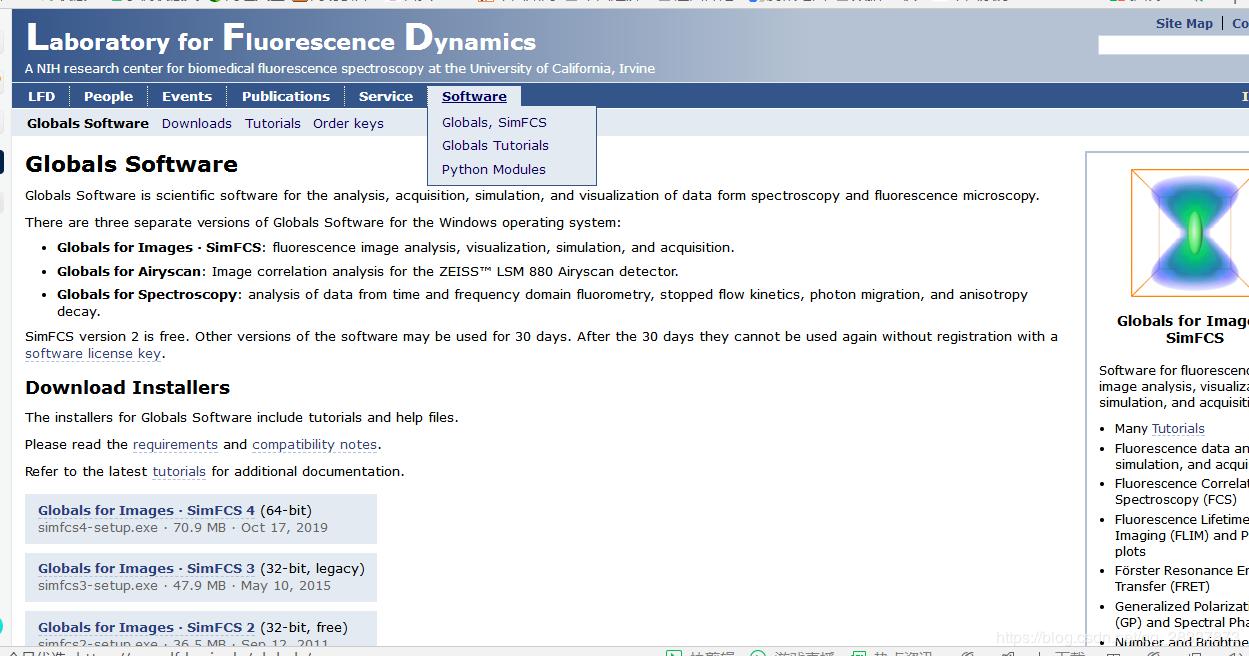 Site Map | Co
Laboratory for Fluorescence Dynamics
A NIH research center for biomedical fluorescence spectroscopy at the University of California, Irvine
LFD People Events Publications Service Software
Globals Software Downloads Tutorials Order keys
Globals, SimFCS
Globals Tutorials
Python Modules
Globals Software
Globals Software is scientific software for the analysis, acquisition, simulation, and visualization of data form spectroscopy and fluorescence microscopy.
There are three separate versions of Globals Software for the Windows operating system:
• Globals for Images · SimFCS: fluorescence image analysis, visualization, simulation, and acquisition.
• Globals for Airyscan: Image correlation analysis for the ZEISS™ LSM 880 Airyscan detector.
• Globals for Spectroscopy: analysis of data from time and frequency domain fluorometry, stopped flow kinetics, photon migration, and anisotropy
decay.
SimFCS version 2 is free. Other versions of the software may be used for 30 days. After the 30 days they cannot be used again without registration with a
software license key.
Download Installers
The installers for Globals Software include tutorials and help files.
Please read the requirements and compatibility notes.
Refer to the latest tutorials for additional documentation.
Globals for Images · SimFCS 4 (64-bit)
simfcs4-setup.exe · 70.9 MB · Oct 17, 2019
Globals for Images · SimFCS 3 (32-bit, legacy)
simfcs3-setup.exe · 47.9 MB · May 10, 2015
Globals for Images · SimFCS 2 (32-bit, free)
simfcs2-setup.exe · 36.5 MB · Sep 12, 2011
Globals for Imag
SimFCS
Software for fluorescenc
image analysis, visualiza
simulation, and acquisiti
• Many Tutorials
• Fluorescence data an
simulation, and acqui
• Fluorescence Correlat
Spectroscopy (FCS)
• Fluorescence Lifetime
Imaging (FLIM) and P
plots
• Förster Resonance En
Transfer (FRET)
• Generalized Polarizati
(GP) and Spectral Pha
• Number and Brightne